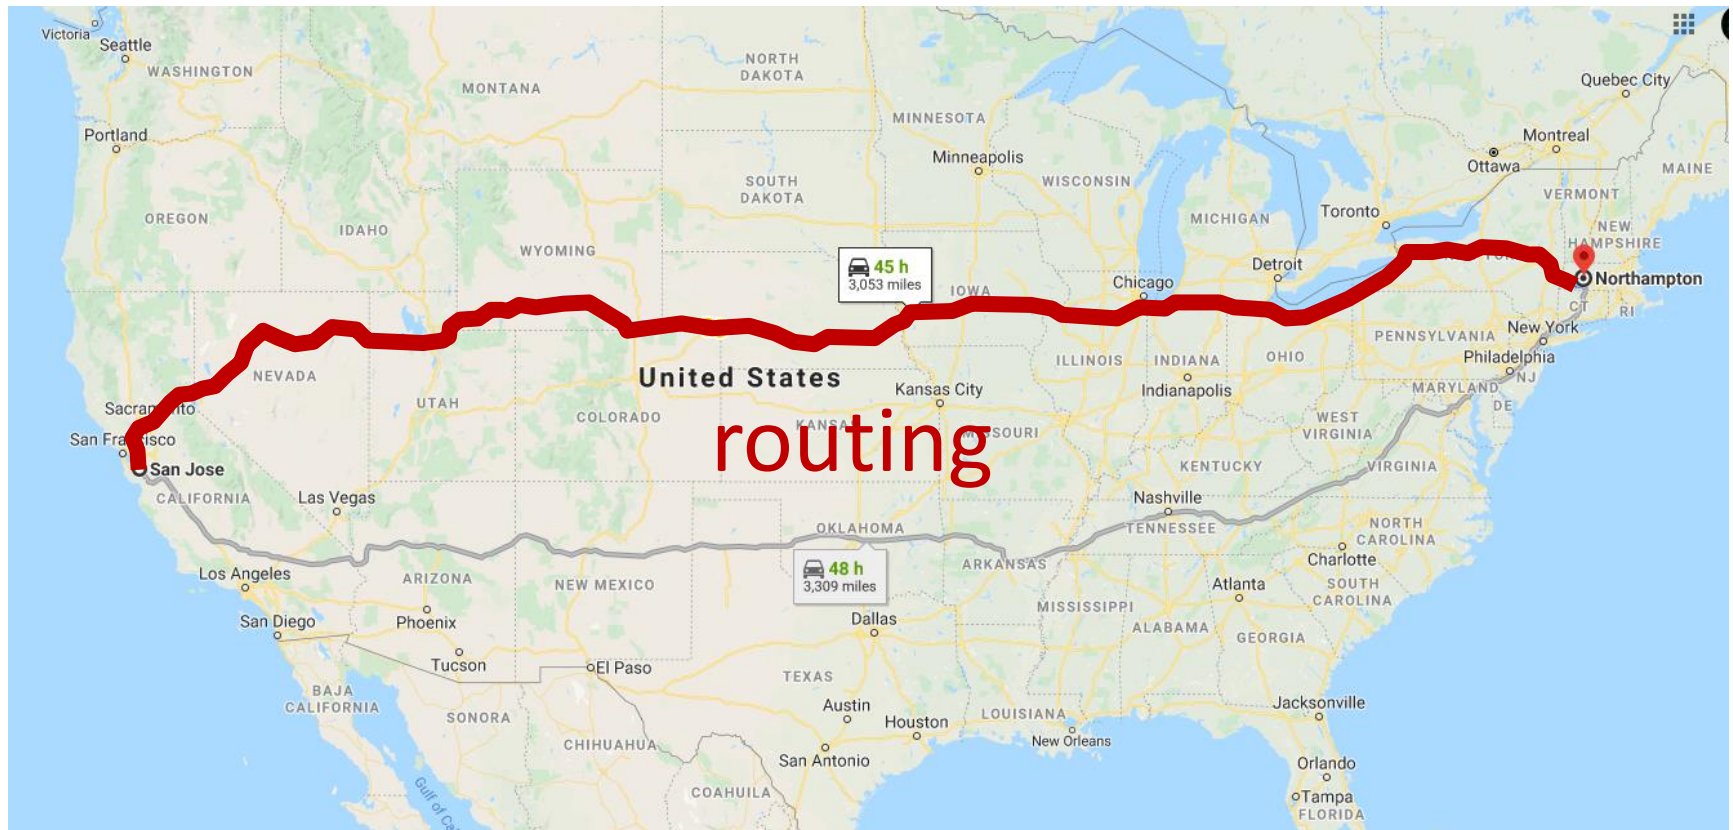 Victoria
Seattle
WASHINGTON
MONTANA
NORTH
DAKOTA
MINNESOTA
Quebec City
Portland
Minneapolis
Montreal
Ottawa
MAINE
SOUTH
DAKOTA
WISCONSIN
VERMONT
OREGON
IDAHO
MICHIGAN
Toronto
NEW
HAMPSHIRE
WYOMING
45 h
3,053 miles
IOWA
Chicago
Detroit
Northampton
CT
RI
NEVADA
UTAH
United States
COLORADO
Kansas City
ILLINOIS
INDIANA
Indianapolis
OHIO
PENNSYLVANIA
New York
Philadelphia
NJ
MARYLAND
DE
WEST
VIRGINIA
San Jose
CALIFORNIA
Las Vegas
routing
KENTUCKY
VIRGINIA
Nashville
TENNESSEE
OKLAHOMA
NORTH
CAROLINA
Charlotte
Los Angeles
ARIZONA
NEW MEXICO
48 h
3,309 miles
ARKANSAS
Atlanta
SOUTH
CAROLINA
San Diego
Phoenix
Dallas
MISSISSIPPI
ALABAMA
GEORGIA
Tucson
El Paso
TEXAS
BAJA
CALIFORNIA
SONORA
CHIHUAHUA
Austin
Houston
LOUISIANA
New Orleans
Jacksonville
San Antonio
COAHUILA
Orlando
Tampa
FLORIDA